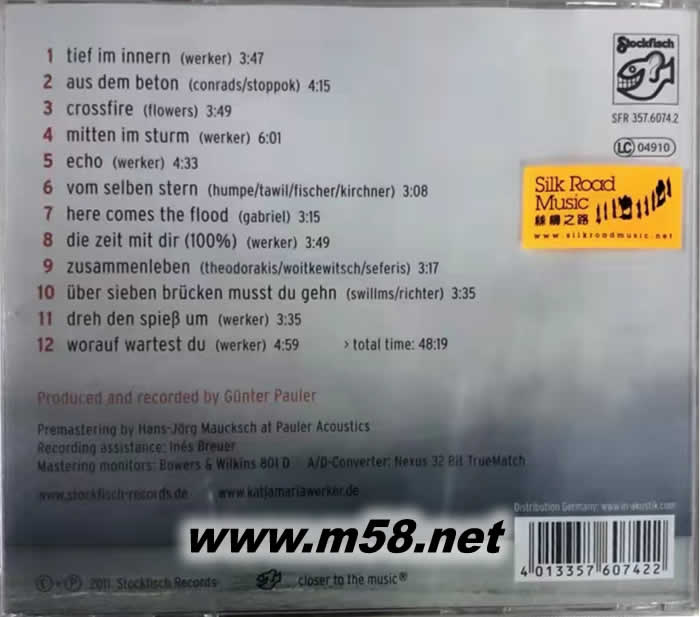 1 tief im innern (werker) 3:47
2 aus dem beton (conrads/stoppok) 4:15
3 crossfire (flowers) 3:49
4 mitten im sturm (werker) 6:01
5 echo (werker) 4:33
6 vom selben stern (humpe/tawil/fischer/kirchner) 3:08
7 here comes the flood (gabriel) 3:15
8 die zeit mit dir (100%) (werker) 3:49
9 zusammenleben (theodorakis/woitkewitsch/seferis) 3:17
10 über sieben brücken musst du gehn (swillms/richter) 3:35
11 dreh den spieß um (werker) 3:35
12 worauf wartest du (werker) 4:59 > total time: 48:19
Stockfisch
SFR 357.6074.2
LC 04910
Silk Road
Music
絲綢之路
www.silkroadmusic.net
Produced and recorded by Günter Pauler
Premastering by Hans-Jörg Maucksch at Pauler Acoustics
Recording assistance: Inés Breuer
Mastering monitors: Bowers & Wilkins 801 D A/D-Converter: Nexus 32 Bit TrueMatch
www.stockfisch-records.de www.katjamariawerker.de
Distribution Germany: www.in-akustik.com
www.m58.net
© + ℗ 2011 Stockfisch Records closer to the music®
4 013357 607422